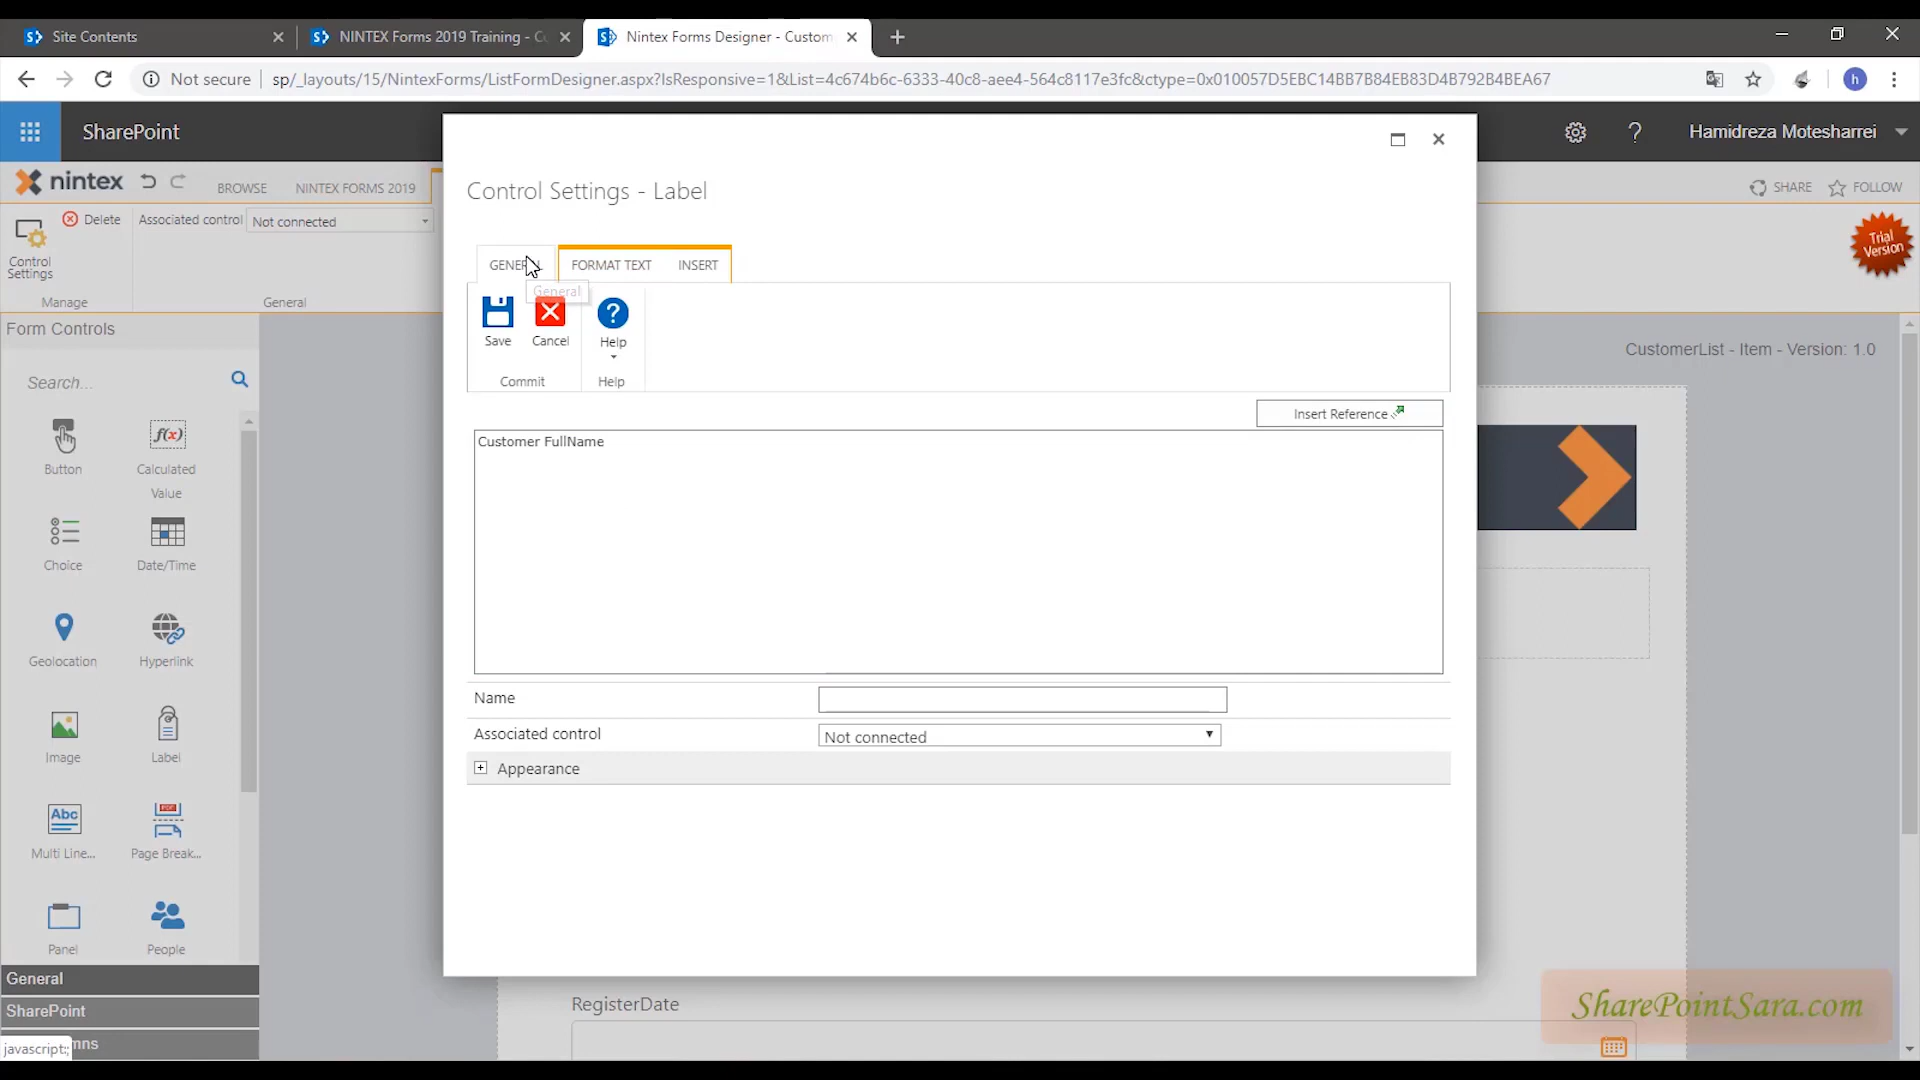 Site Contents
NINTEX Forms 2019 Training - C
Nintex Forms Designer - Custom
Not secure
sp/_layouts/15/NintexForms/ListFormDesigner.aspx?IsResponsive=1&List=4c674b6c-6333-40c8-aee4-564c8117e3fc&ctype=0x010057D5EBC14BB7B84EB83D4B792B4BEA67
h
SharePoint
?
Hamidreza Motesharrei
nintex
BROWSE
NINTEX FORMS 2019
SHARE
FOLLOW
Delete
Associated control
Not connected
Control
Settings
Manage
General
Trial
Version
Form Controls
Search...
Button
f(x)
Calculated
Value
Choice
Date/Time
Geolocation
Hyperlink
Image
Label
Abc
Multi Line...
PDF
Page Break...
Panel
People
General
SharePoint
mns
javascript:;
Control Settings - Label
GENER
FORMAT TEXT
INSERT
General
Save
Cancel
?
Help
Commit
Help
Insert Reference
Customer FullName
Name
Associated control
Not connected
Appearance
CustomerList - Item - Version: 1.0
RegisterDate
SharePointSara.com